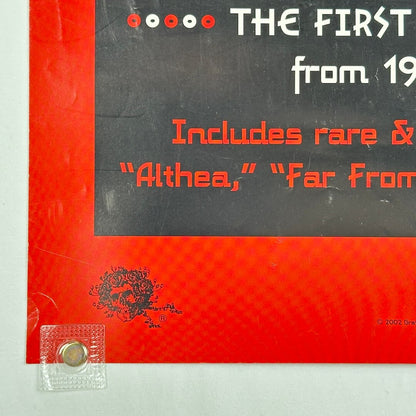 THE FIRST
from 19
Includes rare &
“Althea,” “Far From
®